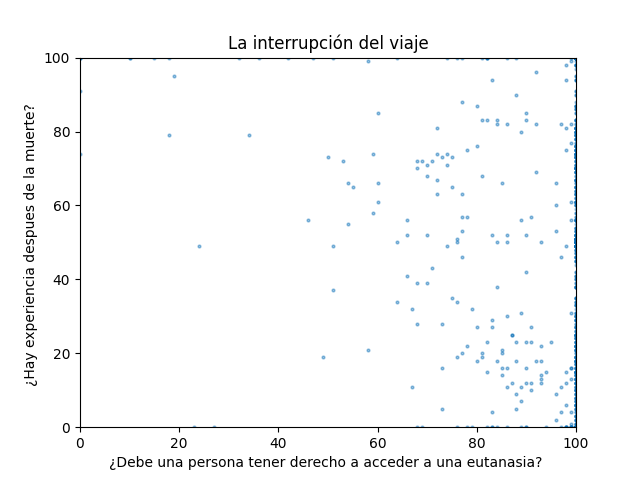 La interrupción del viaje
¿Hay experiencia despues de la muerte?
100
80
60
40
20
0
0 20 40 60 80 100
¿Debe una persona tener derecho a acceder a una eutanasia?